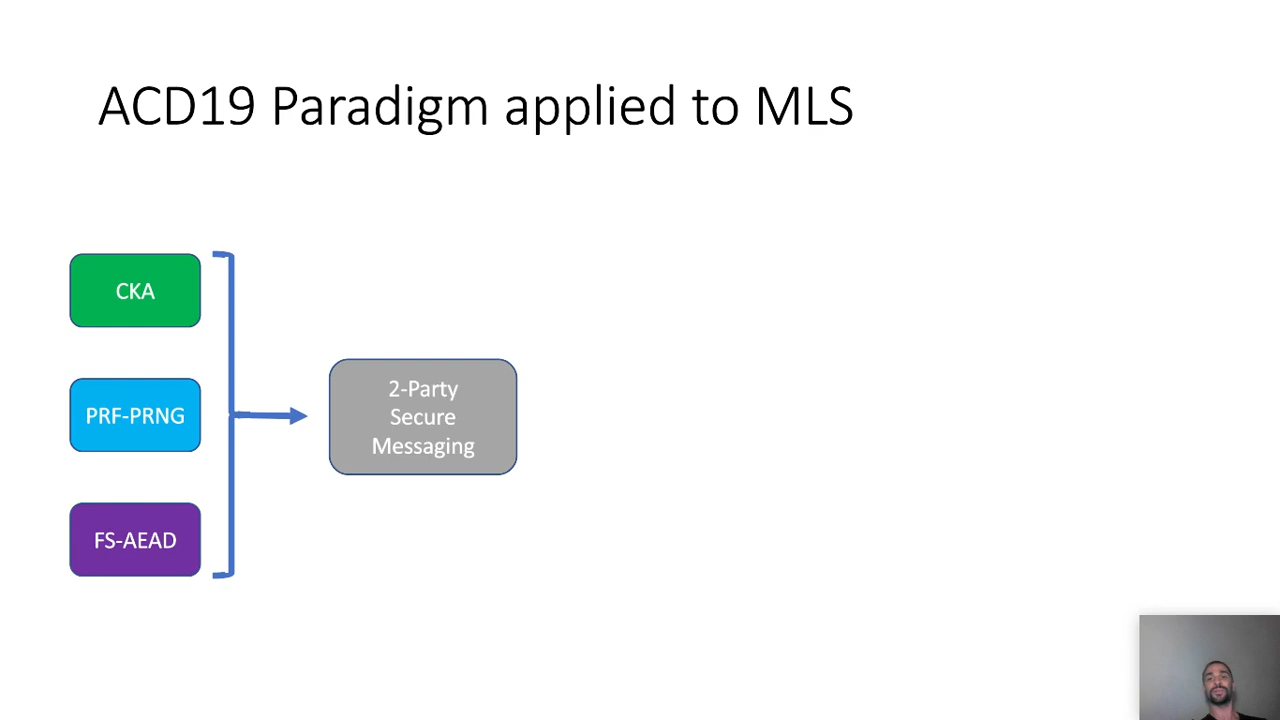 ACD19 Paradigm applied to MLS
CKA
PRF-PRNG
FS-AEAD
2-Party
Secure
Messaging